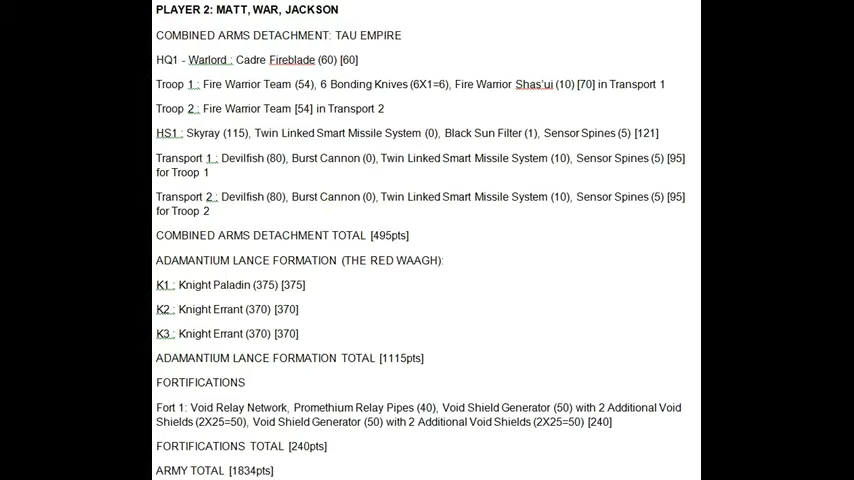 PLAYER 2: MATT, WAR, JACKSON
COMBINED ARMS DETACHMENT: TAU EMPIRE
HQ1 - Warlord : Cadre Fireblade (60) [60]
Troop 1 : Fire Warrior Team (54), 6 Bonding Knives (6X1=6), Fire Warrior Shas'ui (10) [70] in Transport 1
Troop 2 : Fire Warrior Team [54] in Transport 2
HS1 : Skyray (115), Twin Linked Smart Missile System (0), Black Sun Filter (1), Sensor Spines (5) [121]
Transport 1 : Devilfish (80), Burst Cannon (0), Twin Linked Smart Missile System (10), Sensor Spines (5) [95]
for Troop 1
Transport 2 : Devilfish (80), Burst Cannon (0), Twin Linked Smart Missile System (10), Sensor Spines (5) [95]
for Troop 2
COMBINED ARMS DETACHMENT TOTAL [495pts]
ADAMANTIUM LANCE FORMATION (THE RED WAAGH):
K1 : Knight Paladin (375) [375]
K2 : Knight Errant (370) [370]
K3 : Knight Errant (370) [370]
ADAMANTIUM LANCE FORMATION TOTAL [1115pts]
FORTIFICATIONS
Fort 1: Void Relay Network, Promethium Relay Pipes (40), Void Shield Generator (50) with 2 Additional Void
Shields (2X25=50), Void Shield Generator (50) with 2 Additional Void Shields (2X25=50) [240]
FORTIFICATIONS TOTAL [240pts]
ARMY TOTAL [1834pts]